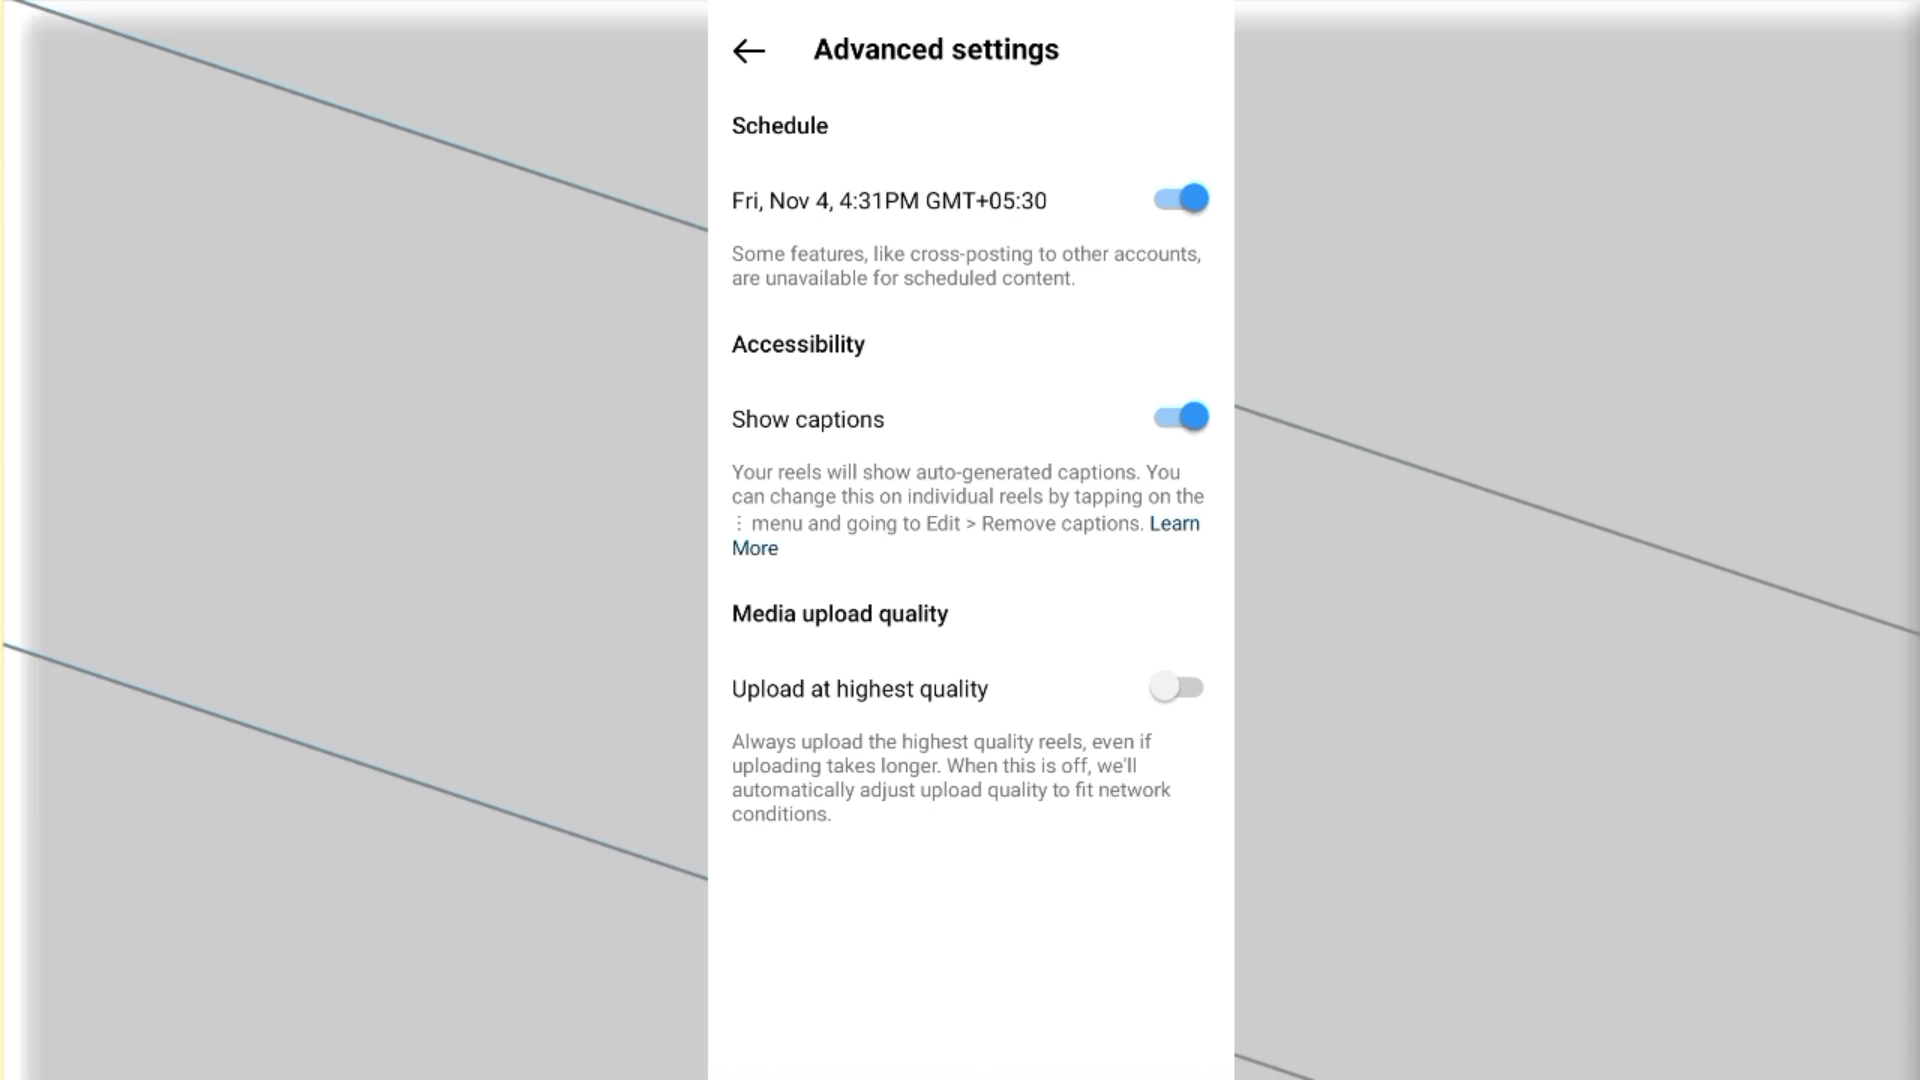 Advanced settings
Schedule
Fri, Nov 4, 4:31PM GMT+05:30
Some features, like cross-posting to other accounts,
are unavailable for scheduled content.
Accessibility
Show captions
Your reels will show auto-generated captions. You
can change this on individual reels by tapping on the
⋮ menu and going to Edit > Remove captions. Learn
More
Media upload quality
Upload at highest quality
Always upload the highest quality reels, even if
uploading takes longer. When this is off, we'll
automatically adjust upload quality to fit network
conditions.